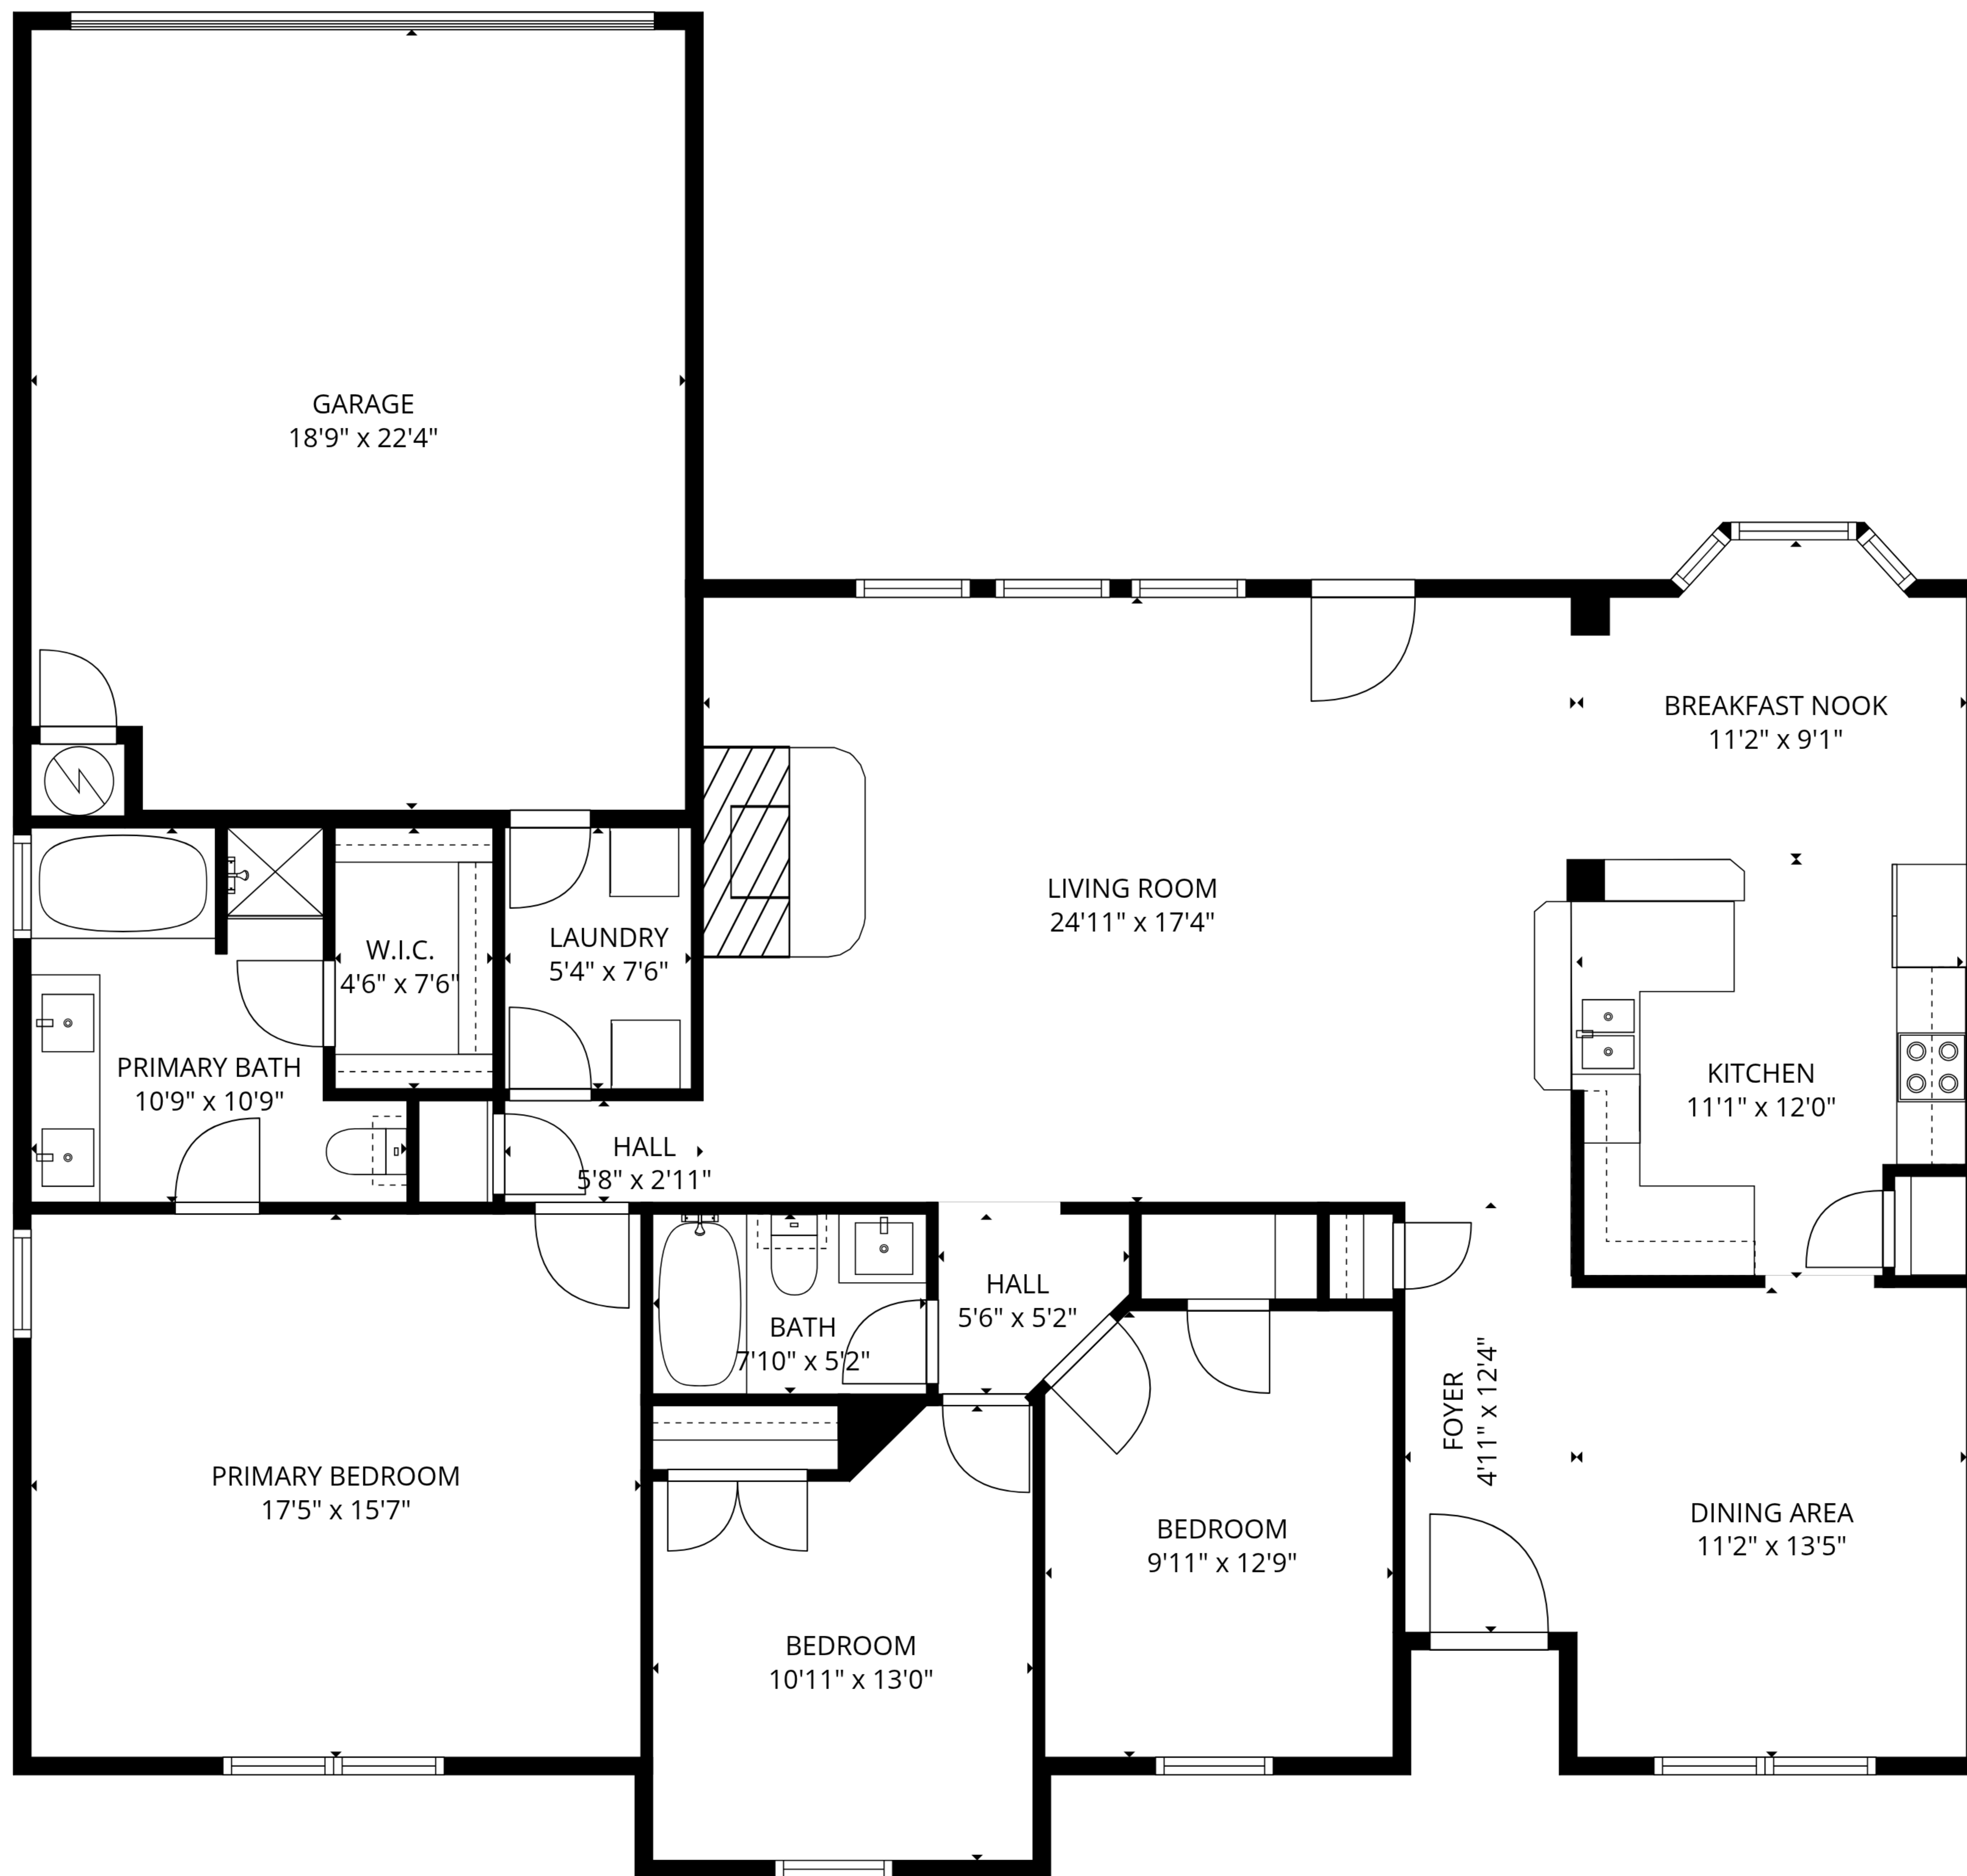 GARAGE
18'9" x 22'4"
BREAKFAST NOOK
11'2" x 9'1"
LIVING ROOM
24'11" x 17'4"
W.I.C.
4'6" x 7'6"
LAUNDRY
5'4" x 7'6"
PRIMARY BATH
10'9" x 10'9"
KITCHEN
11'1" x 12'0"
HALL
5'8" x 2'11"
HALL
5'6" x 5'2"
BATH
7'10" x 5'2"
FOYER
4'11" x 12'4"
PRIMARY BEDROOM
17'5" x 15'7"
BEDROOM
9'11" x 12'9"
DINING AREA
11'2" x 13'5"
BEDROOM
10'11" x 13'0"